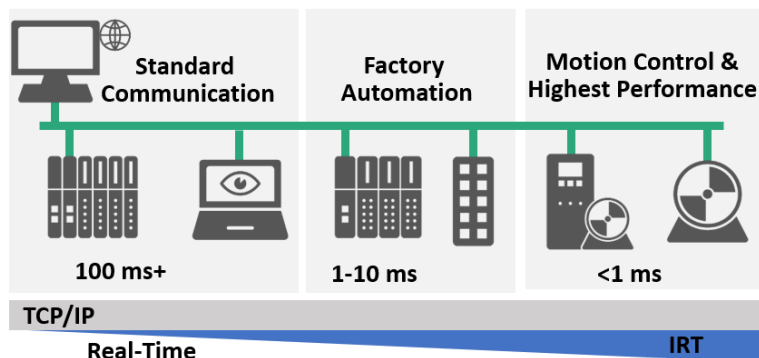 Standard
Communication
Factory
Automation
Motion Control &
Highest Performance
100 ms+
1-10 ms
<1 ms
TCP/IP
Real-Time
IRT